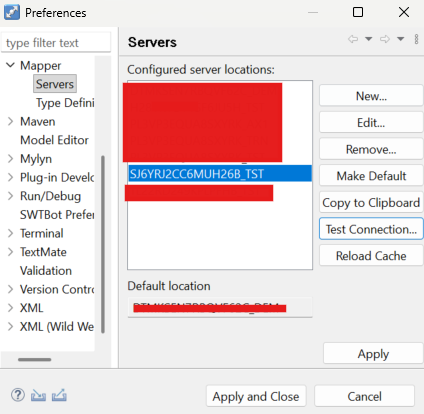 Preferences
type filter text
Servers
Mapper
Servers
Type Defini
Maven
Model Editor
Mylyn
Plug-in Develo
Run/Debug
SWTBot Prefer
Terminal
TextMate
Validation
Version Contro
XML
XML (Wild We
Configured server locations:
SJ6YRJ2CC6MUH26B_TST
New...
Edit...
Remove...
Make Default
Copy to Clipboard
Test Connection...
Reload Cache
Default location
Apply
Apply and Close
Cancel